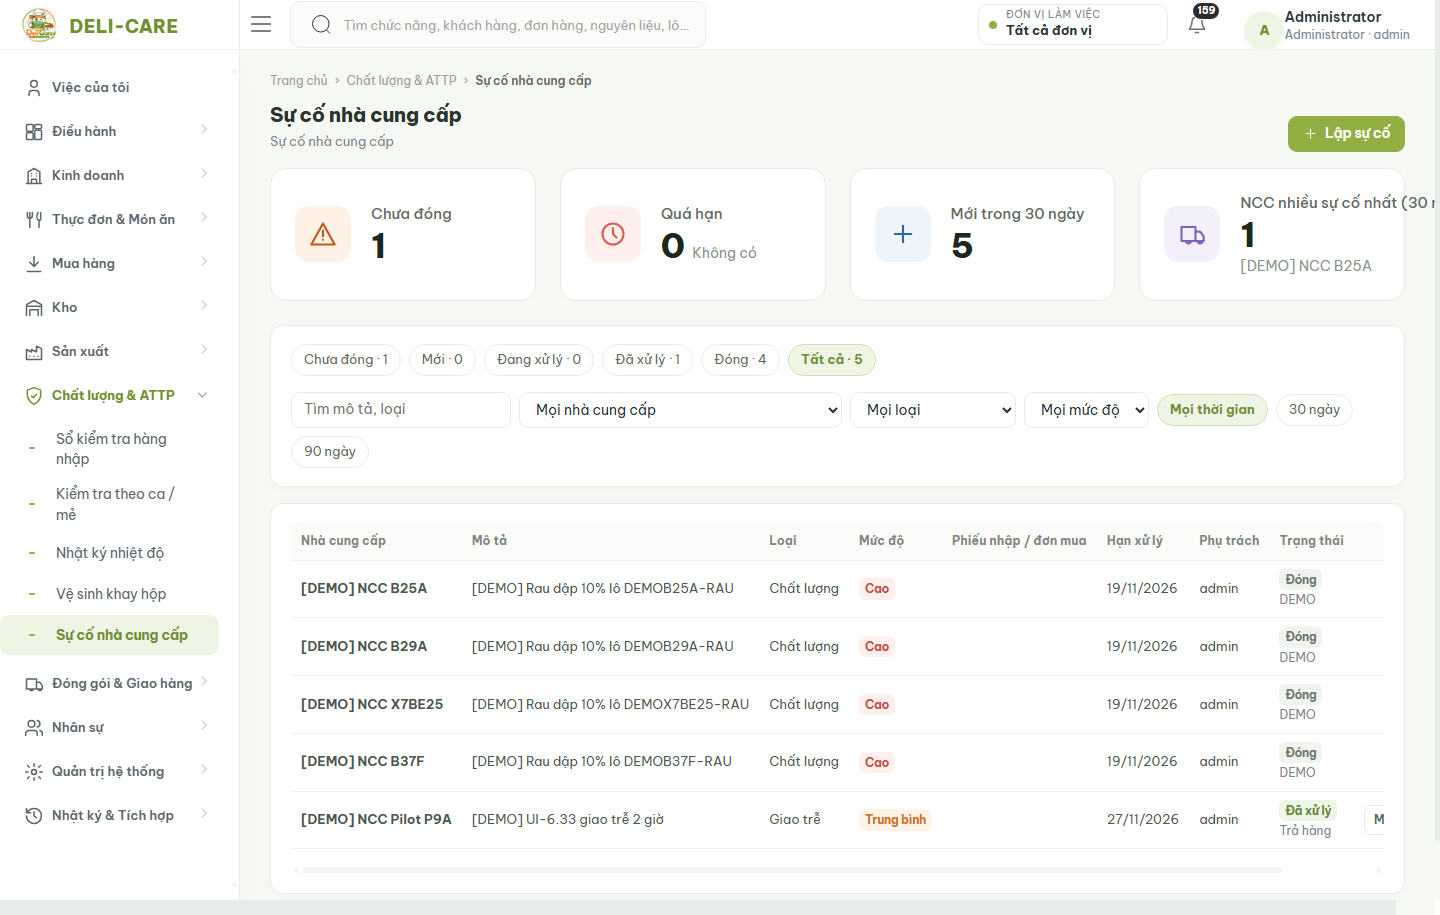 DELI-CARE
Tìm chức năng, khách hàng, đơn hàng, nguyên liệu, lô...
ĐƠN VỊ LÀM VIỆC
Tất cả đơn vị
159
A
Administrator
Administrator · admin
Việc của tôi
Điều hành
Kinh doanh
Thực đơn & Món ăn
Mua hàng
Kho
Sản xuất
Chất lượng & ATTP
Sổ kiểm tra hàng
nhập
Kiểm tra theo ca /
mẻ
Nhật ký nhiệt độ
Vệ sinh khay hộp
Sự cố nhà cung cấp
Đóng gói & Giao hàng
Nhân sự
Quản trị hệ thống
Nhật ký & Tích hợp
Trang chủ › Chất lượng & ATTP › Sự cố nhà cung cấp
Sự cố nhà cung cấp
Sự cố nhà cung cấp
+ Lập sự cố
Chưa đóng
1
Quá hạn
0 Không có
Mới trong 30 ngày
5
NCC nhiều sự cố nhất (30 n
1
[DEMO] NCC B25A
Chưa đóng · 1 Mới · 0 Đang xử lý · 0 Đã xử lý · 1 Đóng · 4 Tất cả · 5
Tìm mô tả, loại Mọi nhà cung cấp Mọi loại Mọi mức độ Mọi thời gian 30 ngày
90 ngày
Nhà cung cấp Mô tả Loại Mức độ Phiếu nhập / đơn mua Hạn xử lý Phụ trách Trạng thái
[DEMO] NCC B25A [DEMO] Rau dập 10% lô DEMOB25A-RAU Chất lượng Cao 19/11/2026 admin Đóng
DEMO
[DEMO] NCC B29A [DEMO] Rau dập 10% lô DEMOB29A-RAU Chất lượng Cao 19/11/2026 admin Đóng
DEMO
[DEMO] NCC X7BE25 [DEMO] Rau dập 10% lô DEMOX7BE25-RAU Chất lượng Cao 19/11/2026 admin Đóng
DEMO
[DEMO] NCC B37F [DEMO] Rau dập 10% lô DEMOB37F-RAU Chất lượng Cao 19/11/2026 admin Đóng
DEMO
[DEMO] NCC Pilot P9A [DEMO] UI-6.33 giao trễ 2 giờ Giao trễ Trung bình 27/11/2026 admin Đã xử lý M
Trả hàng